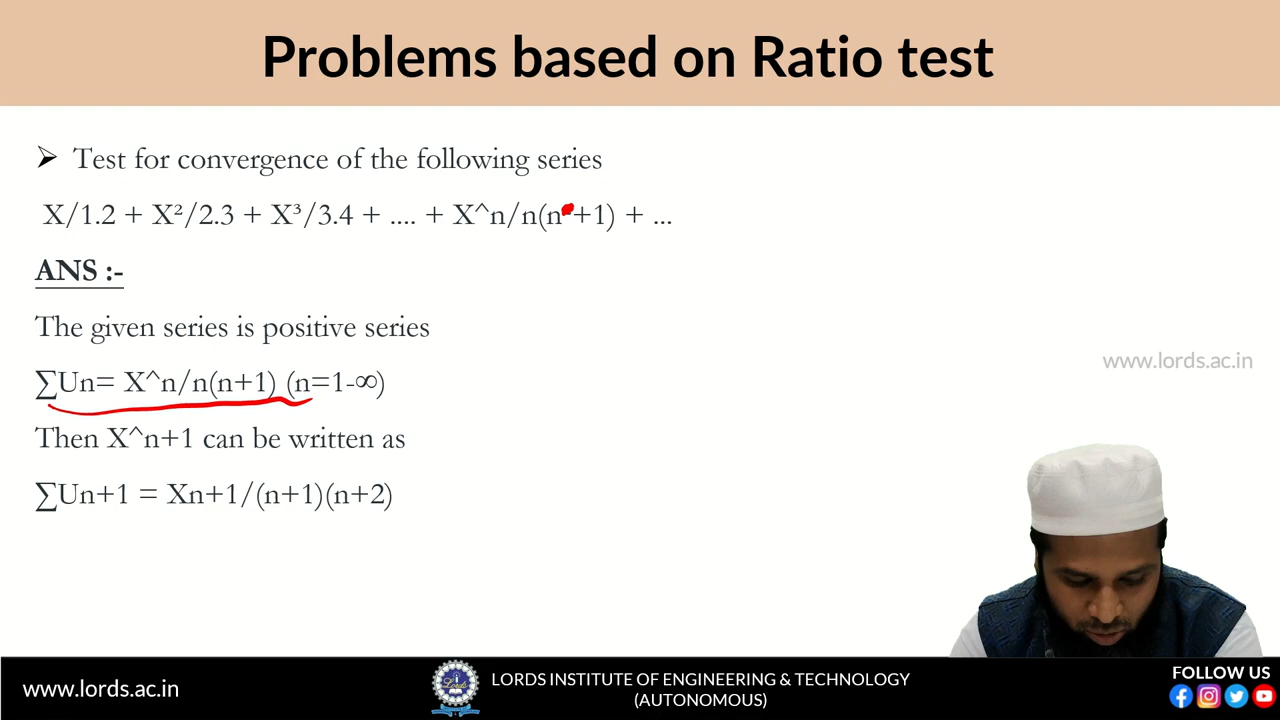 Problems based on Ratio test
➢ Test for convergence of the following series
X/1.2 + X²/2.3 + X³/3.4 + .... + X^n/n(n +1) + ...
ANS :-
The given series is positive series
∑Un= X^n/n(n+1) (n=1-∞)
www.lords.ac.in
Then X^n+1 can be written as
∑Un+1 = Xn+1/(n+1)(n+2)
www.lords.ac.in
Lords
LORDS INSTITUTE OF ENGINEERING & TECHNOLOGY
(AUTONOMOUS)
FOLLOW US